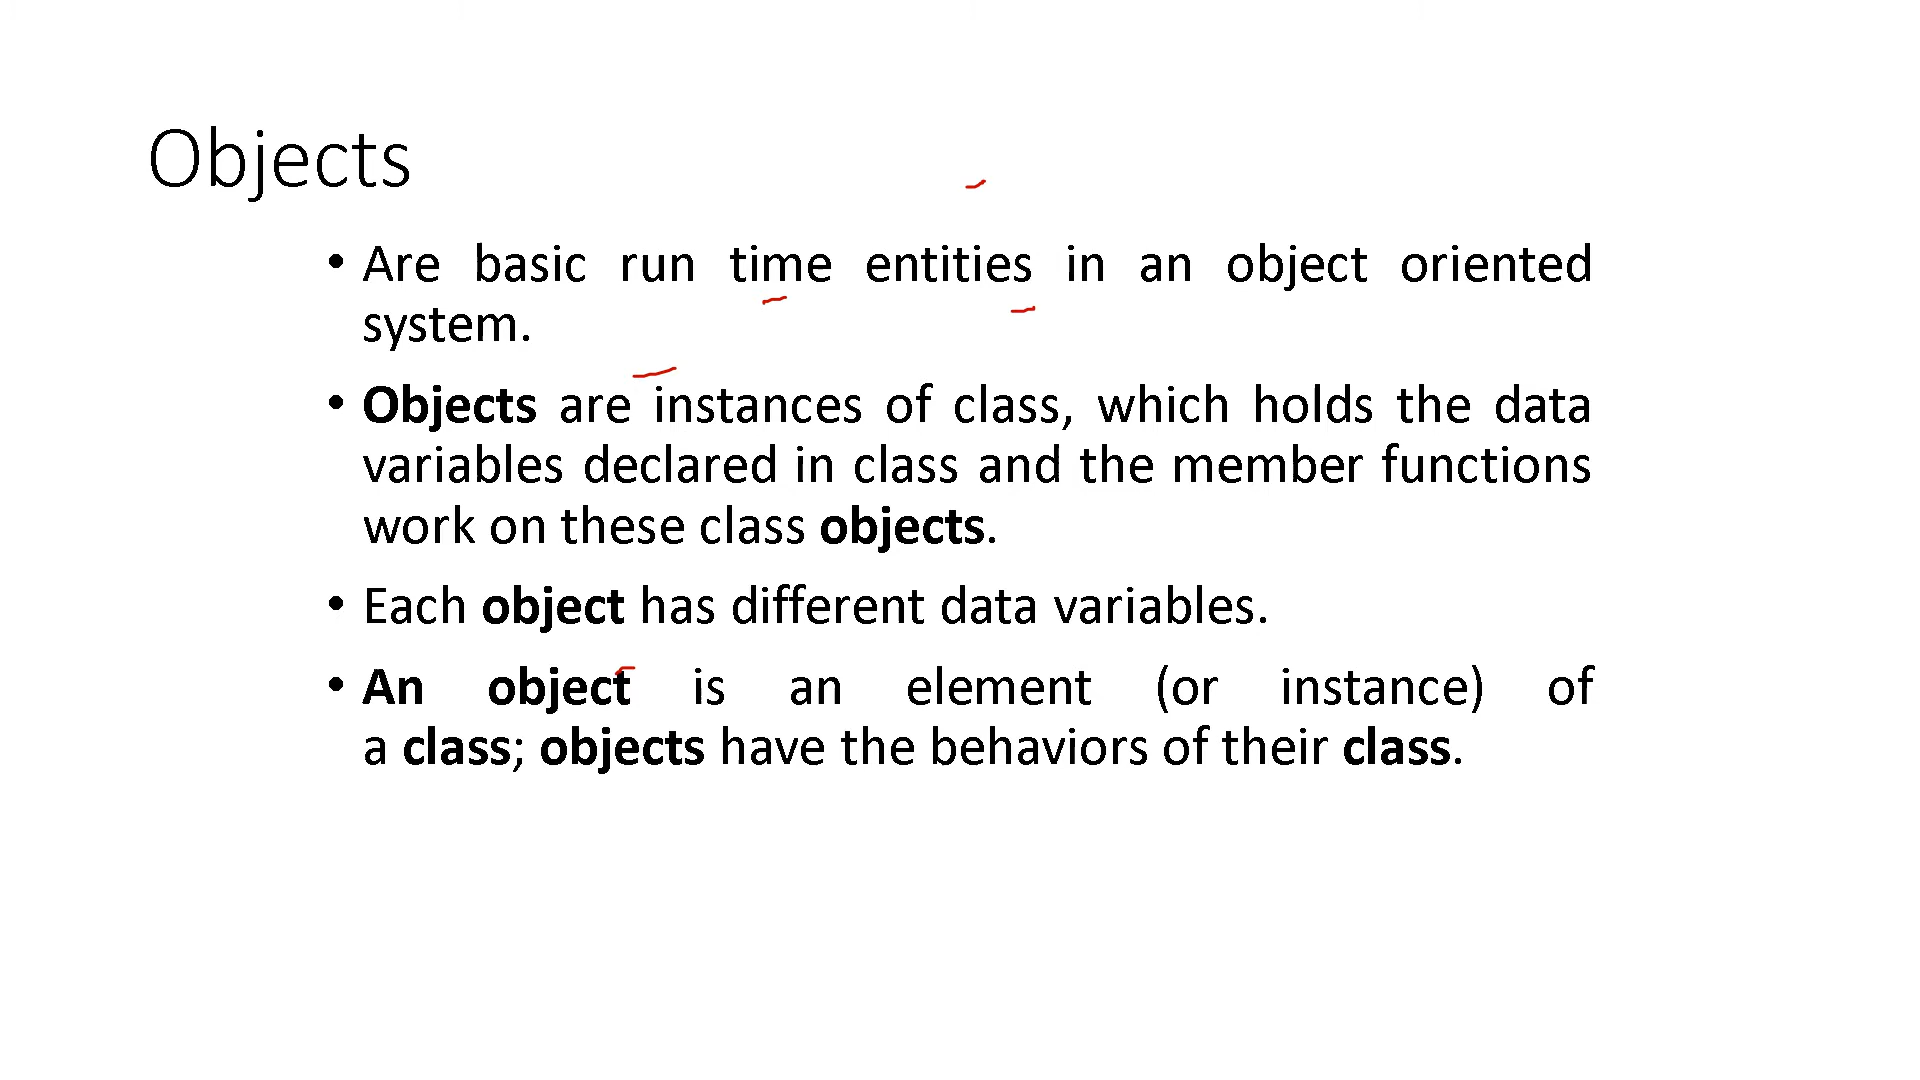 Objects
• Are basic run time entities in an object oriented
system.
• Objects are instances of class, which holds the data
variables declared in class and the member functions
work on these class objects.
• Each object has different data variables.
• An object is an element (or instance) of
a class; objects have the behaviors of their class.